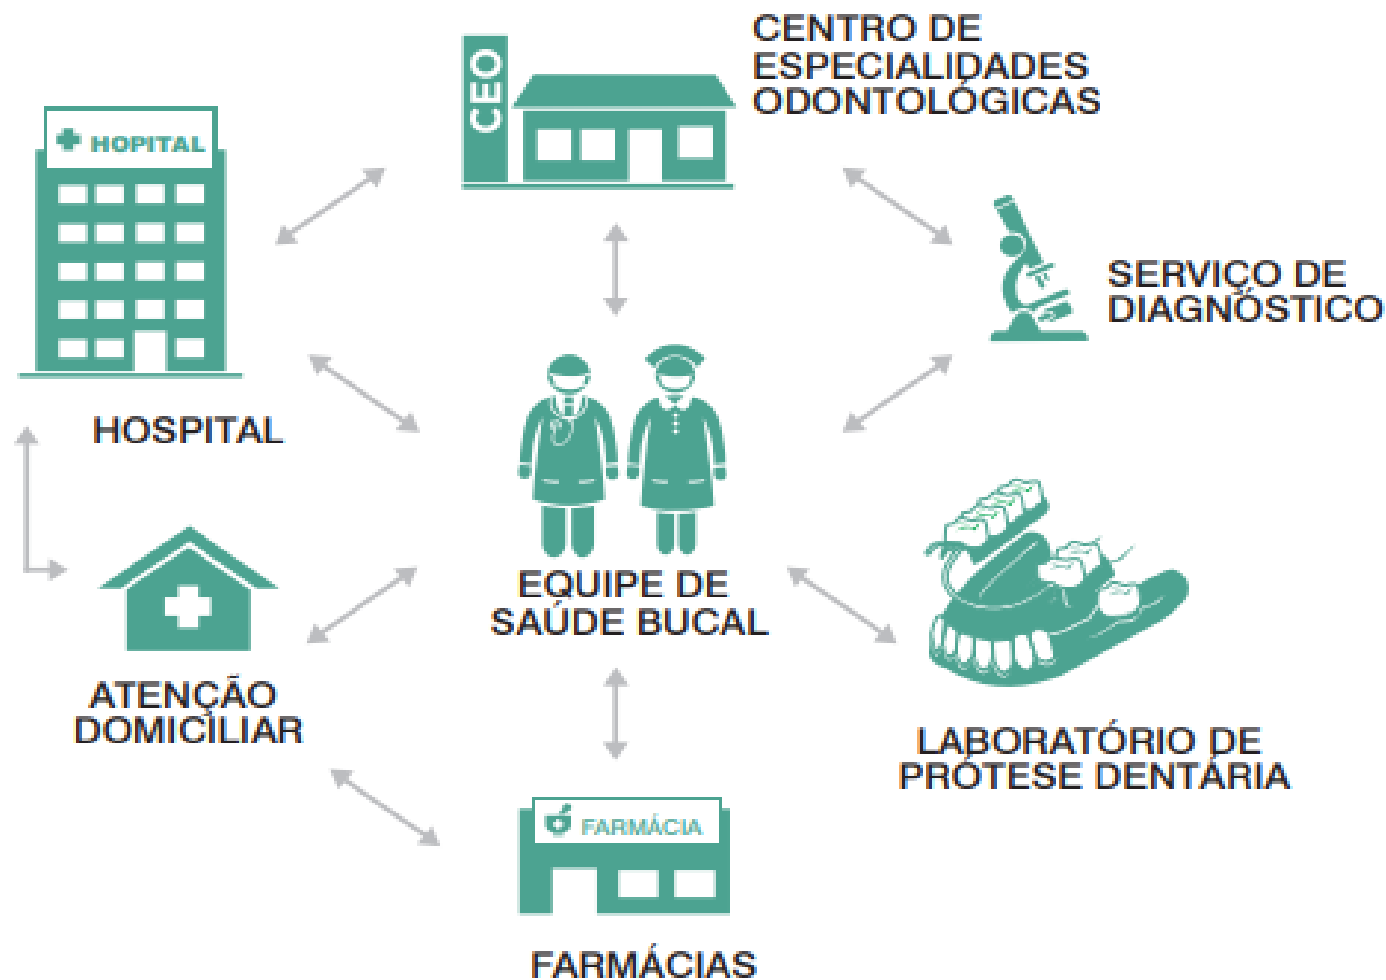 CEO
CENTRO DE
ESPECIALIDADES
ODONTOLÓGICAS
HOPITAL
HOSPITAL
SERVIÇO DE
DIAGNÓSTICO
EQUIPE DE
SAÚDE BUCAL
ATENÇÃO
DOMICILIAR
LABORATÓRIO DE
PRÓTESE DENTÁRIA
FARMÁCIA
FARMÁCIAS